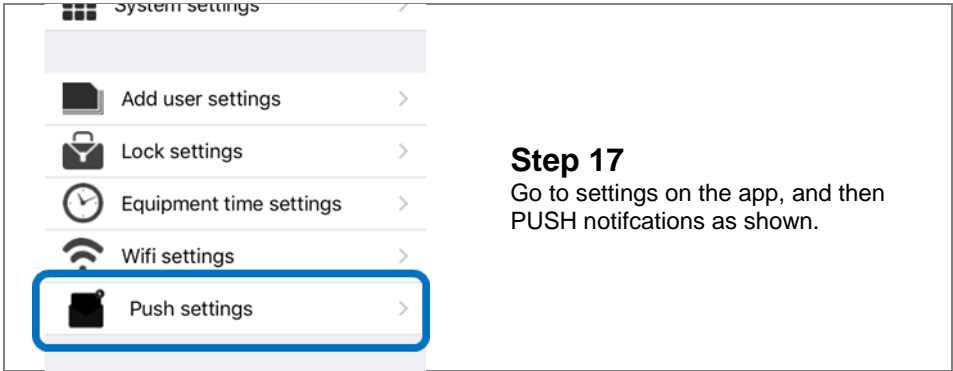 System settings
Add user settings
Lock settings
Equipment time settings
Wifi settings
Push settings
Step 17
Go to settings on the app, and then
PUSH notifcations as shown.